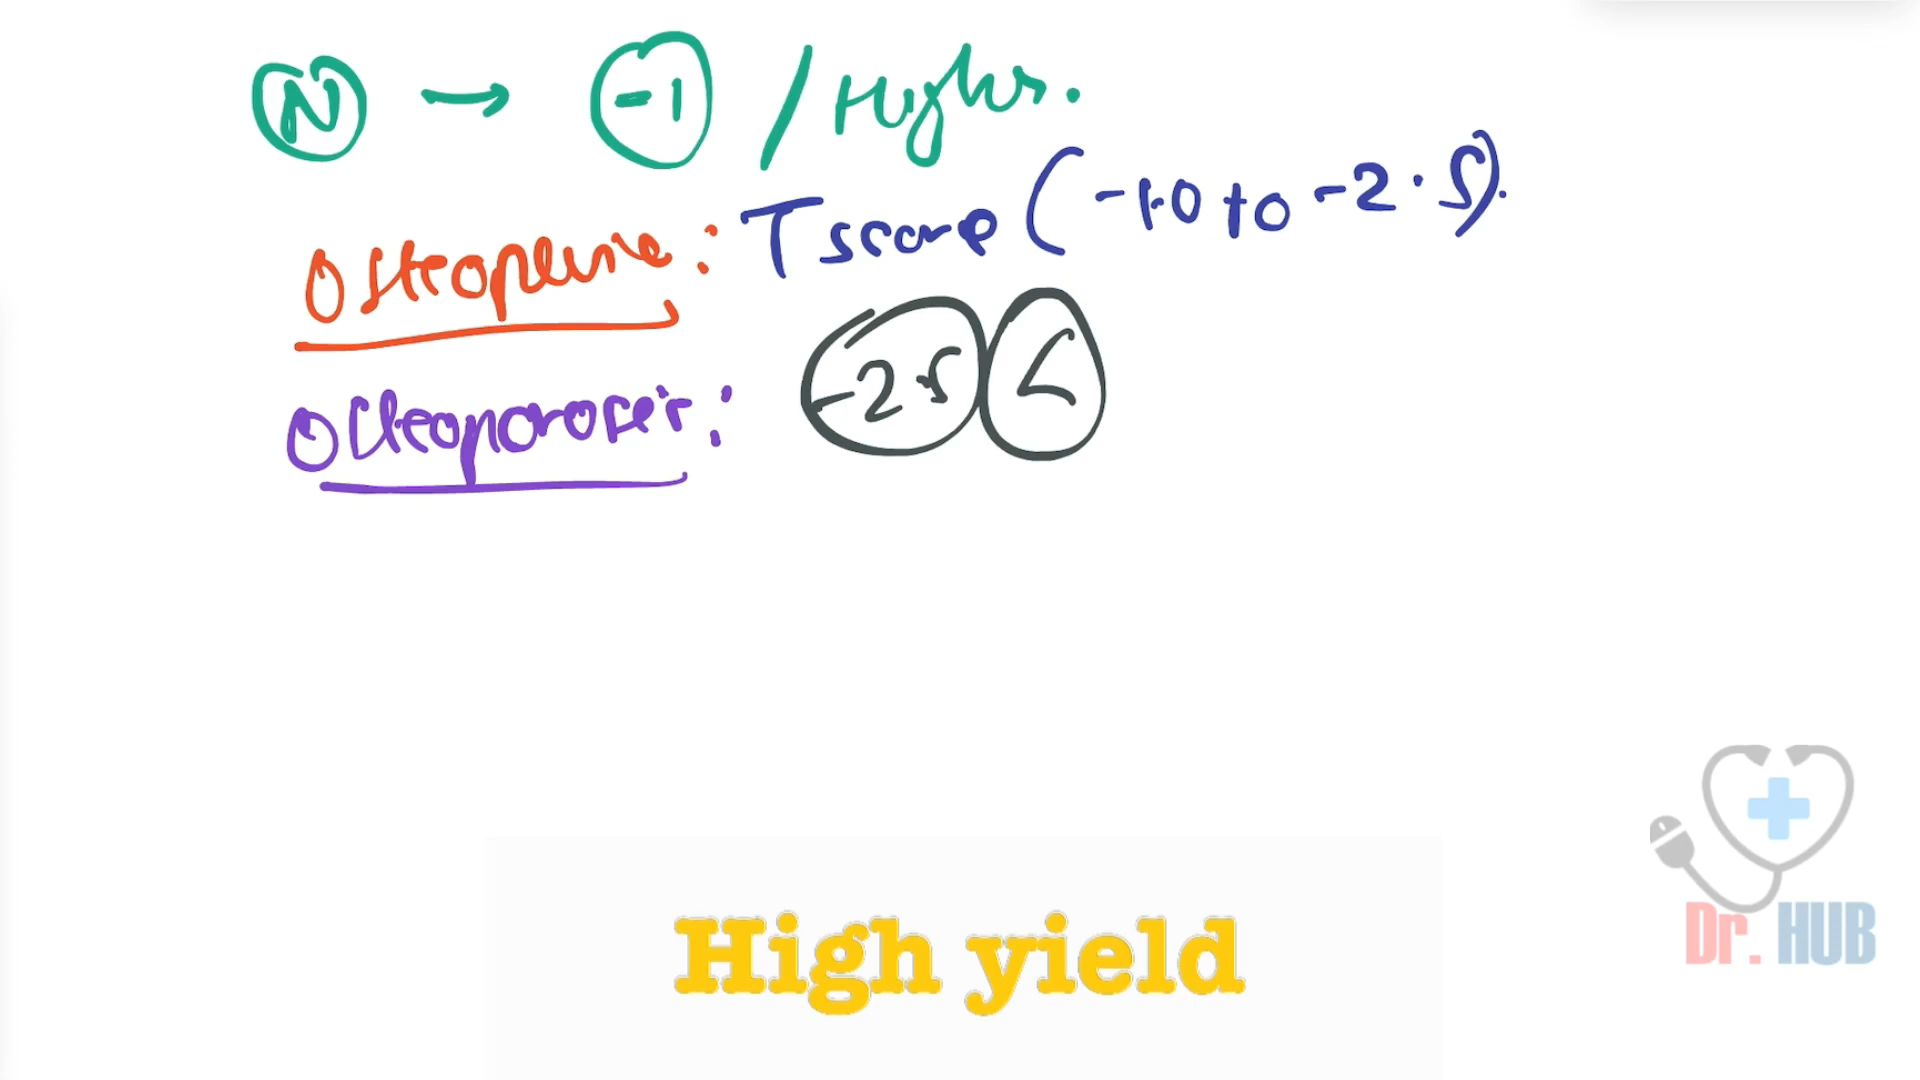 N → -1 / Higher.
Osteopenia : T score (-1.0 to -2.5).
Osteoporosis : -2.5 <
High yield
Dr. HUB